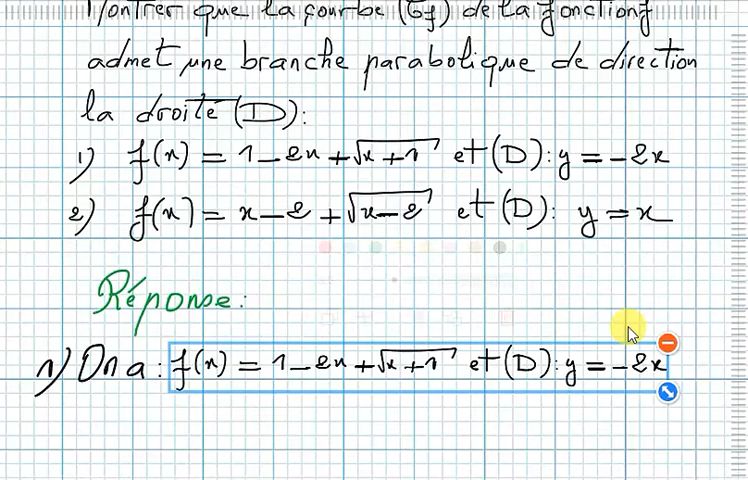 Montrer que la courbe (Cf) de la fonction f
admet une branche parabolique de direction
la droite (D):
1) f(x) = 1-2x+√(x+1) et (D): y = -2x
2) f(x) = x-2+√(x-2) et (D): y = x
Réponse:
1) On a: f(x) = 1-2x+√(x+1) et (D): y = -2x